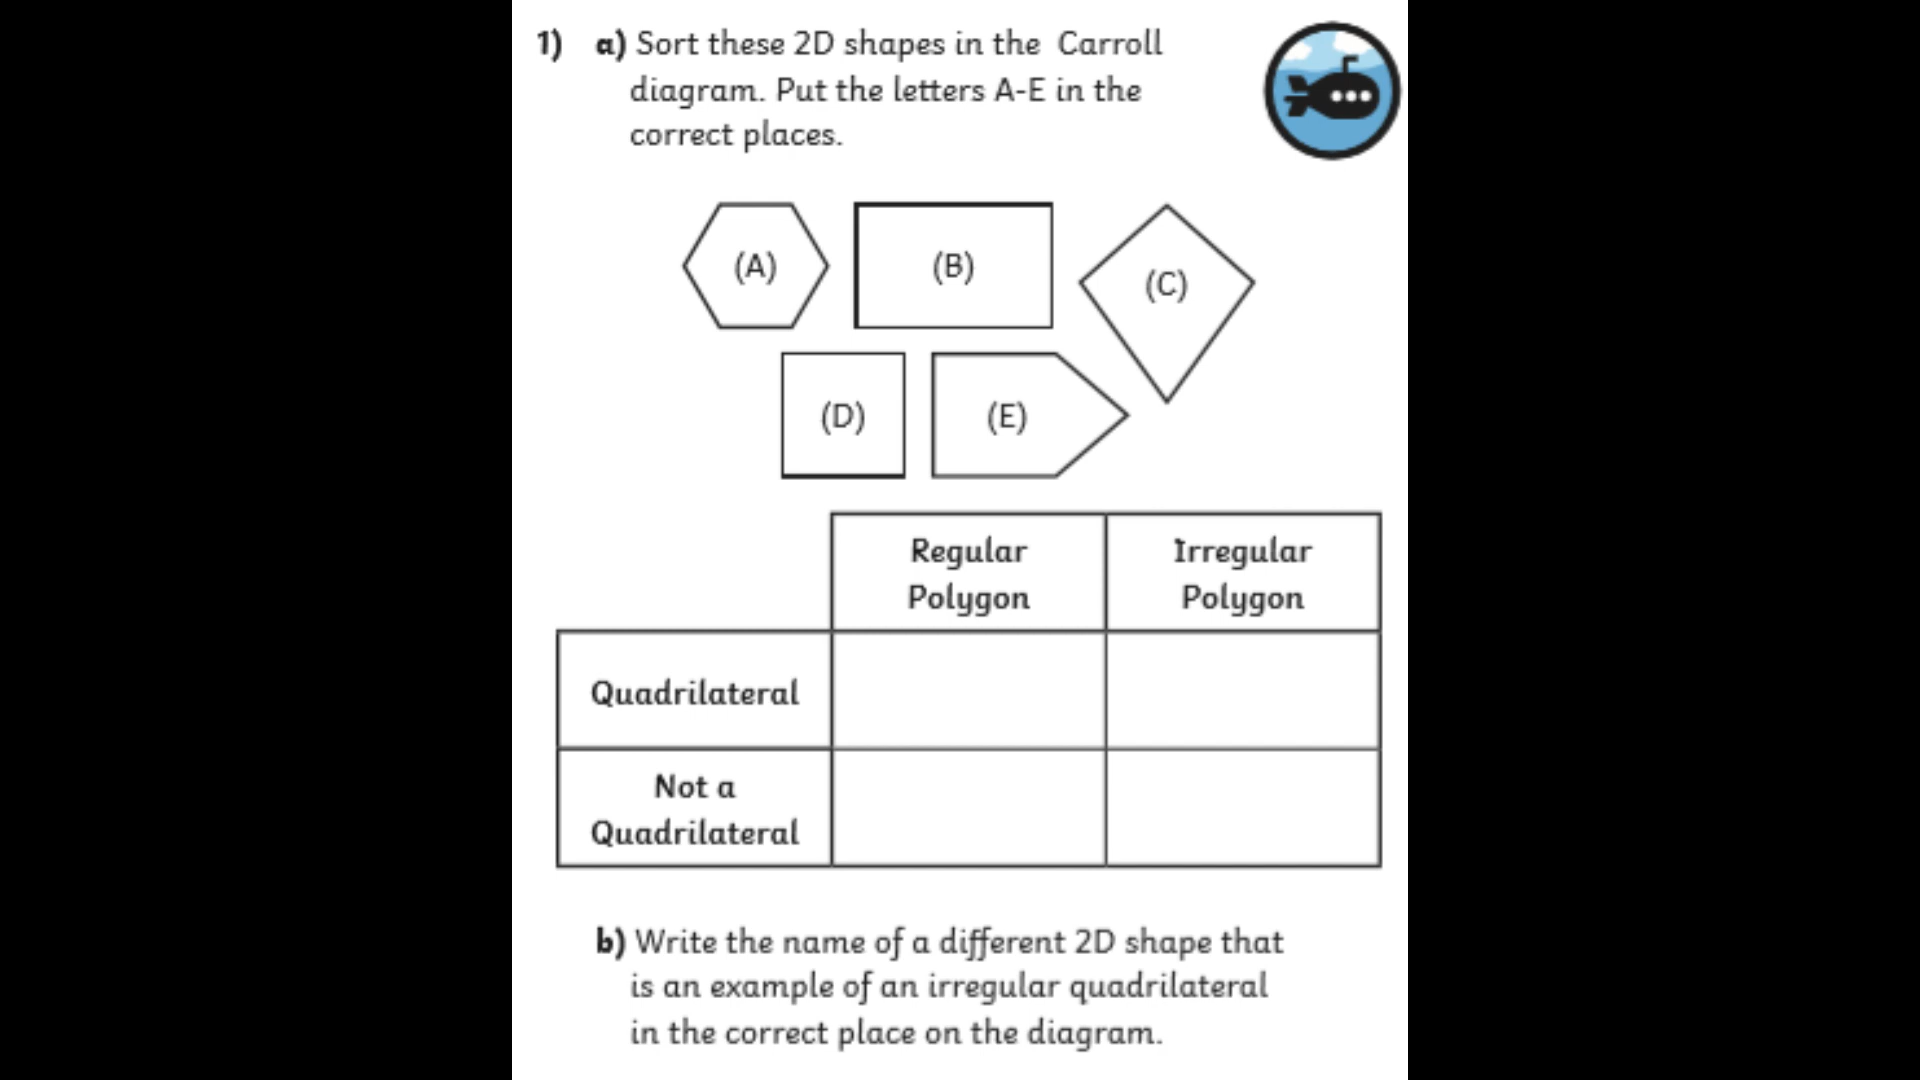 1) a) Sort these 2D shapes in the Carroll
diagram. Put the letters A-E in the
correct places.
(A) (B) (C)
(D) (E)
Regular Irregular
Polygon Polygon
Quadrilateral
Not a
Quadrilateral
b) Write the name of a different 2D shape that
is an example of an irregular quadrilateral
in the correct place on the diagram.